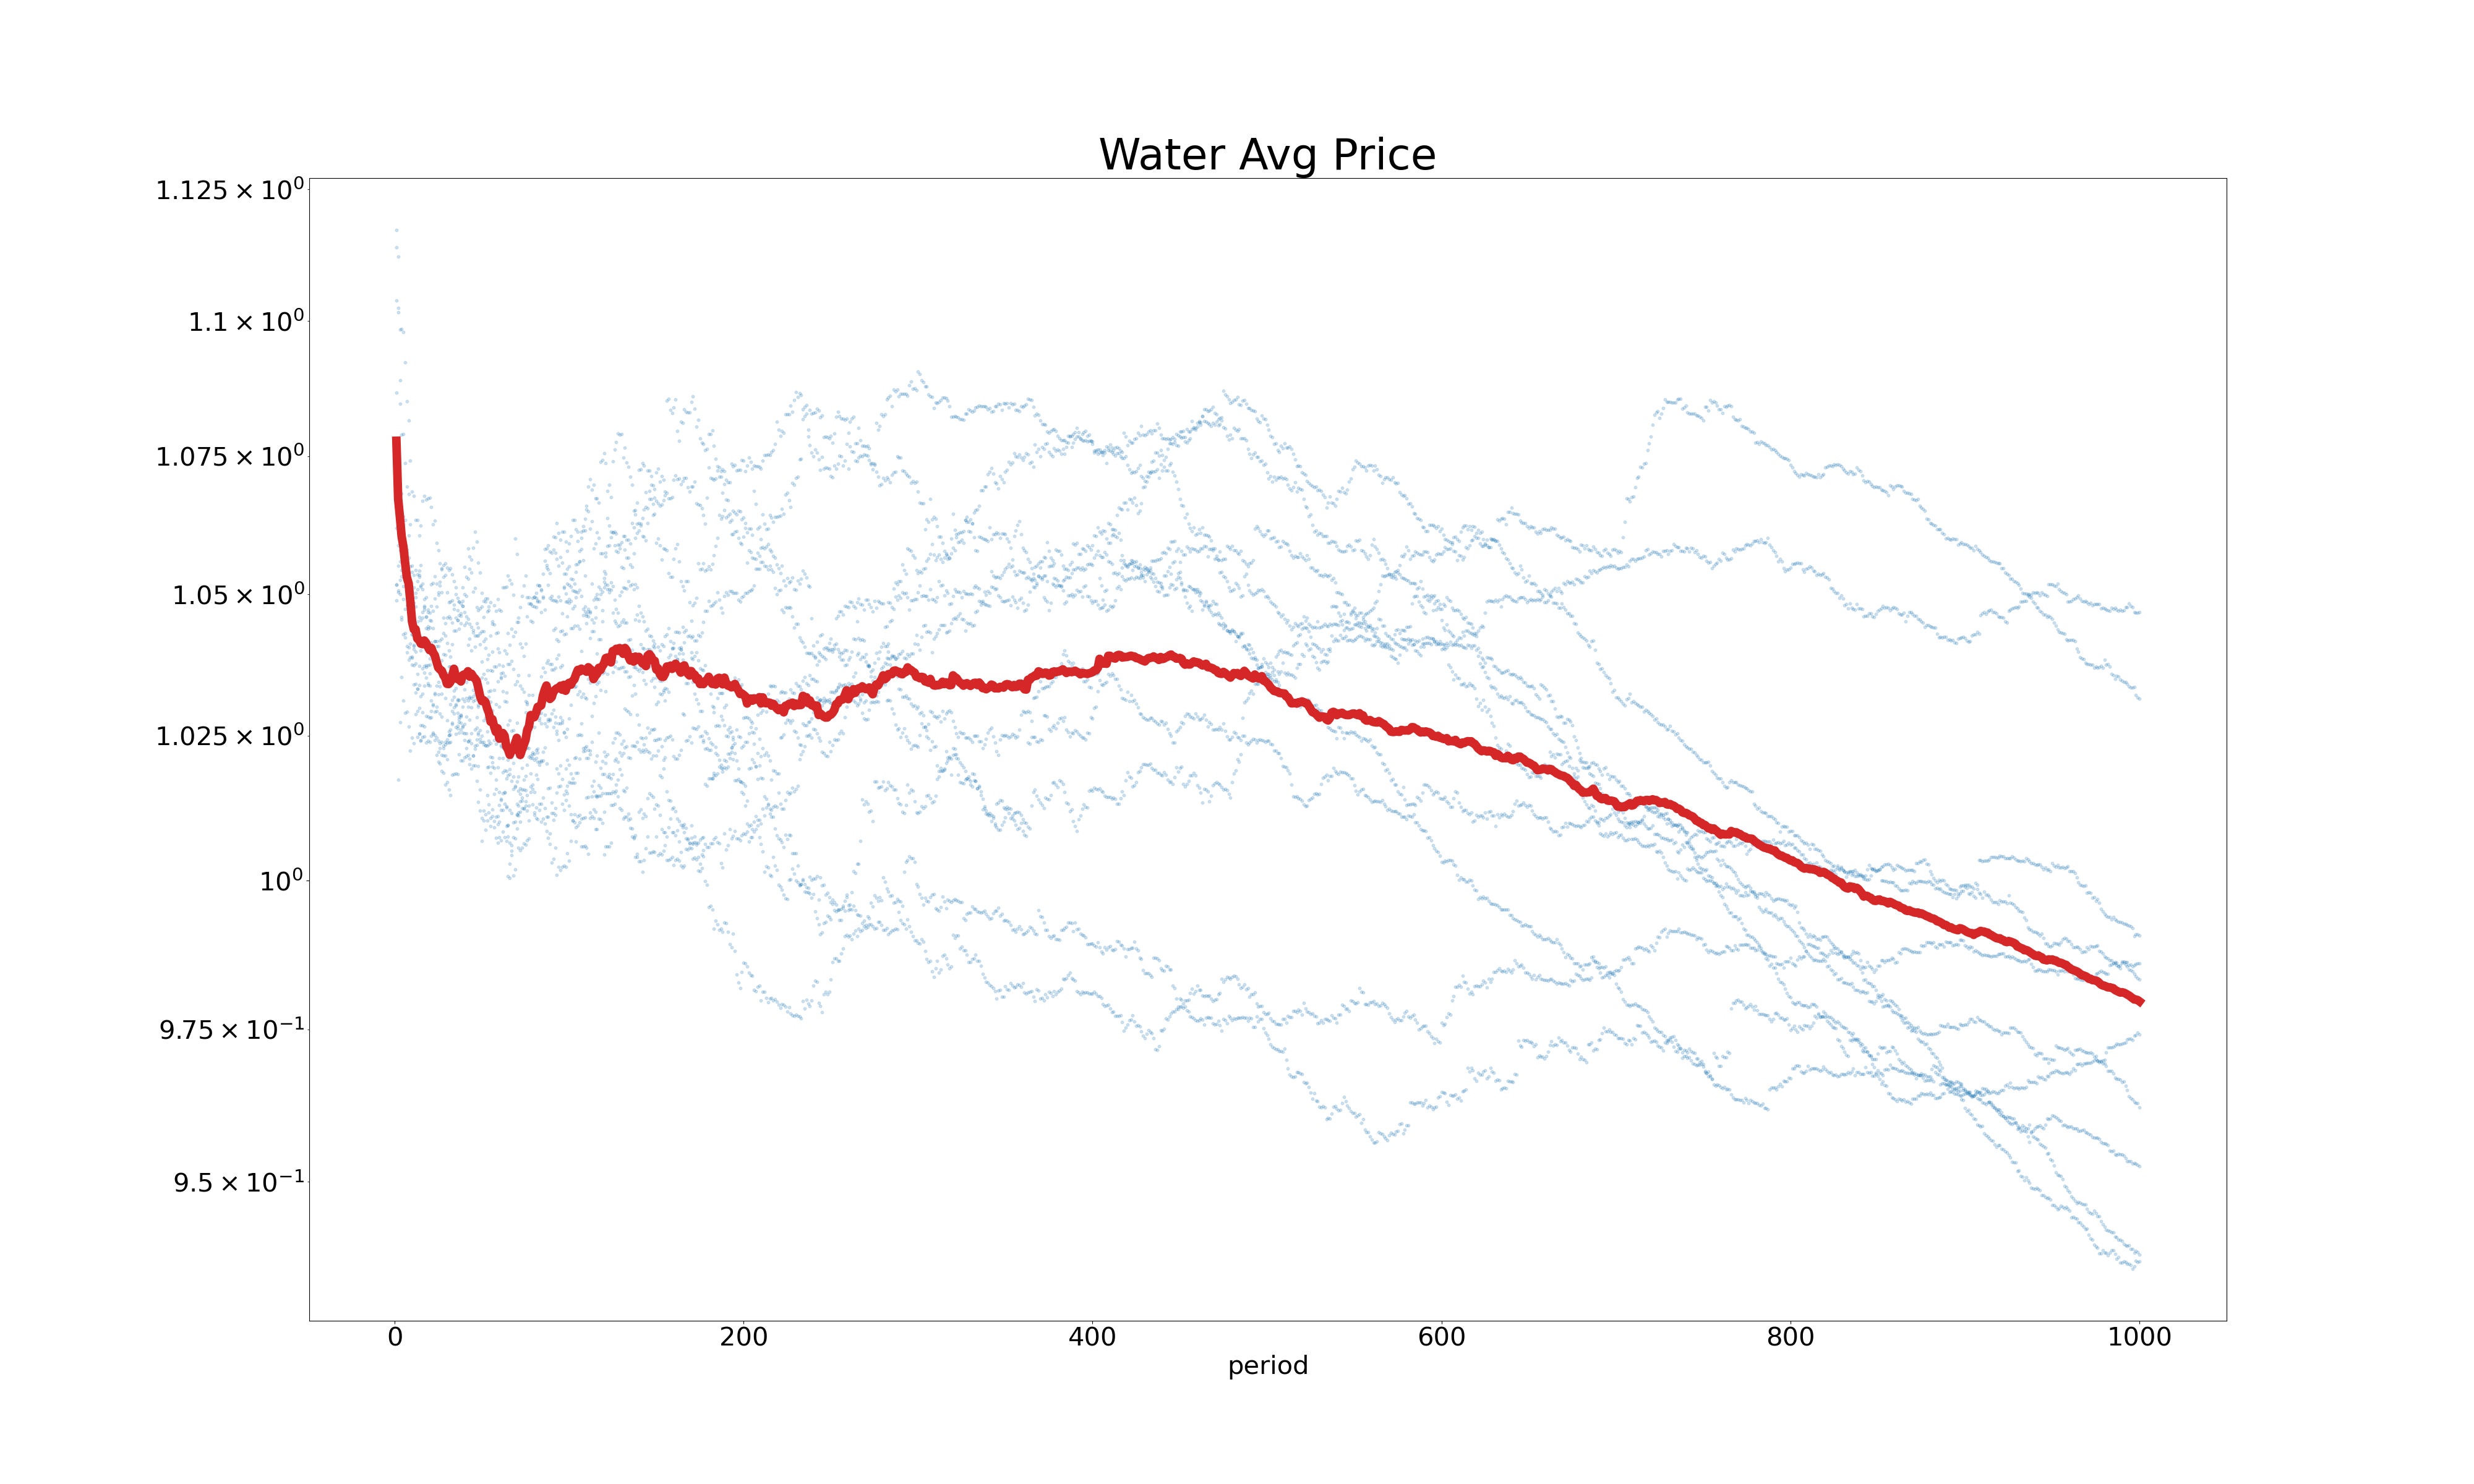 Water Avg Price
1.125 × 10⁰
1.1 × 10⁰
1.075 × 10⁰
1.05 × 10⁰
1.025 × 10⁰
10⁰
9.75 × 10⁻¹
9.5 × 10⁻¹
0 200 400 600 800 1000
period